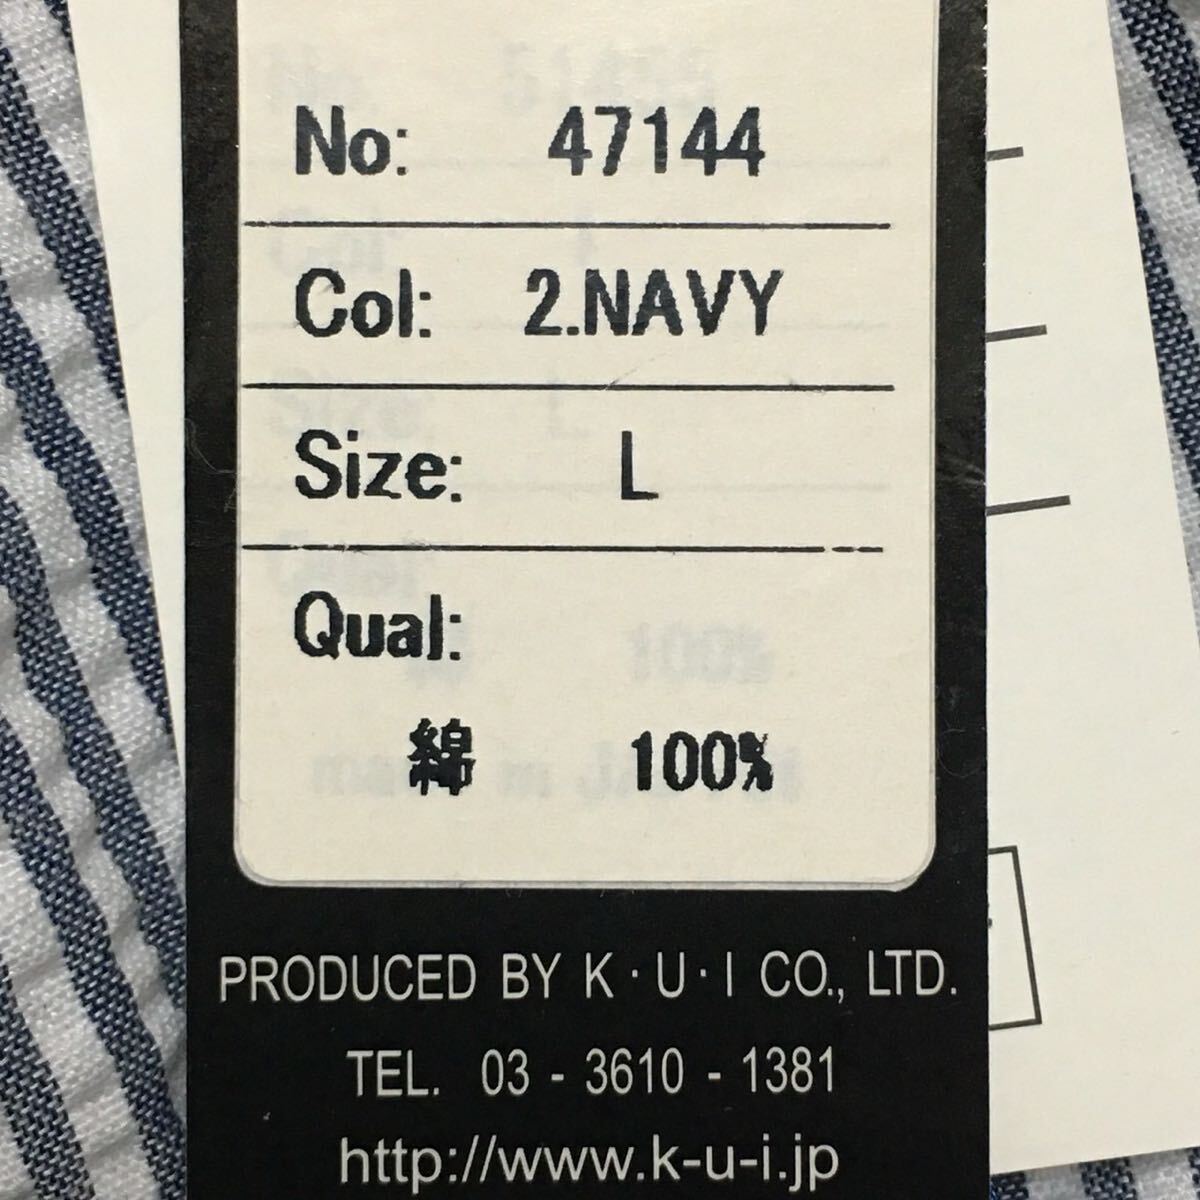 No: 47144
Col: 2.NAVY
Size: L
Qual:
綿 100%
PRODUCED BY K・U・I CO., LTD.
TEL. 03 - 3610 - 1381
http://www.k-u-i.jp